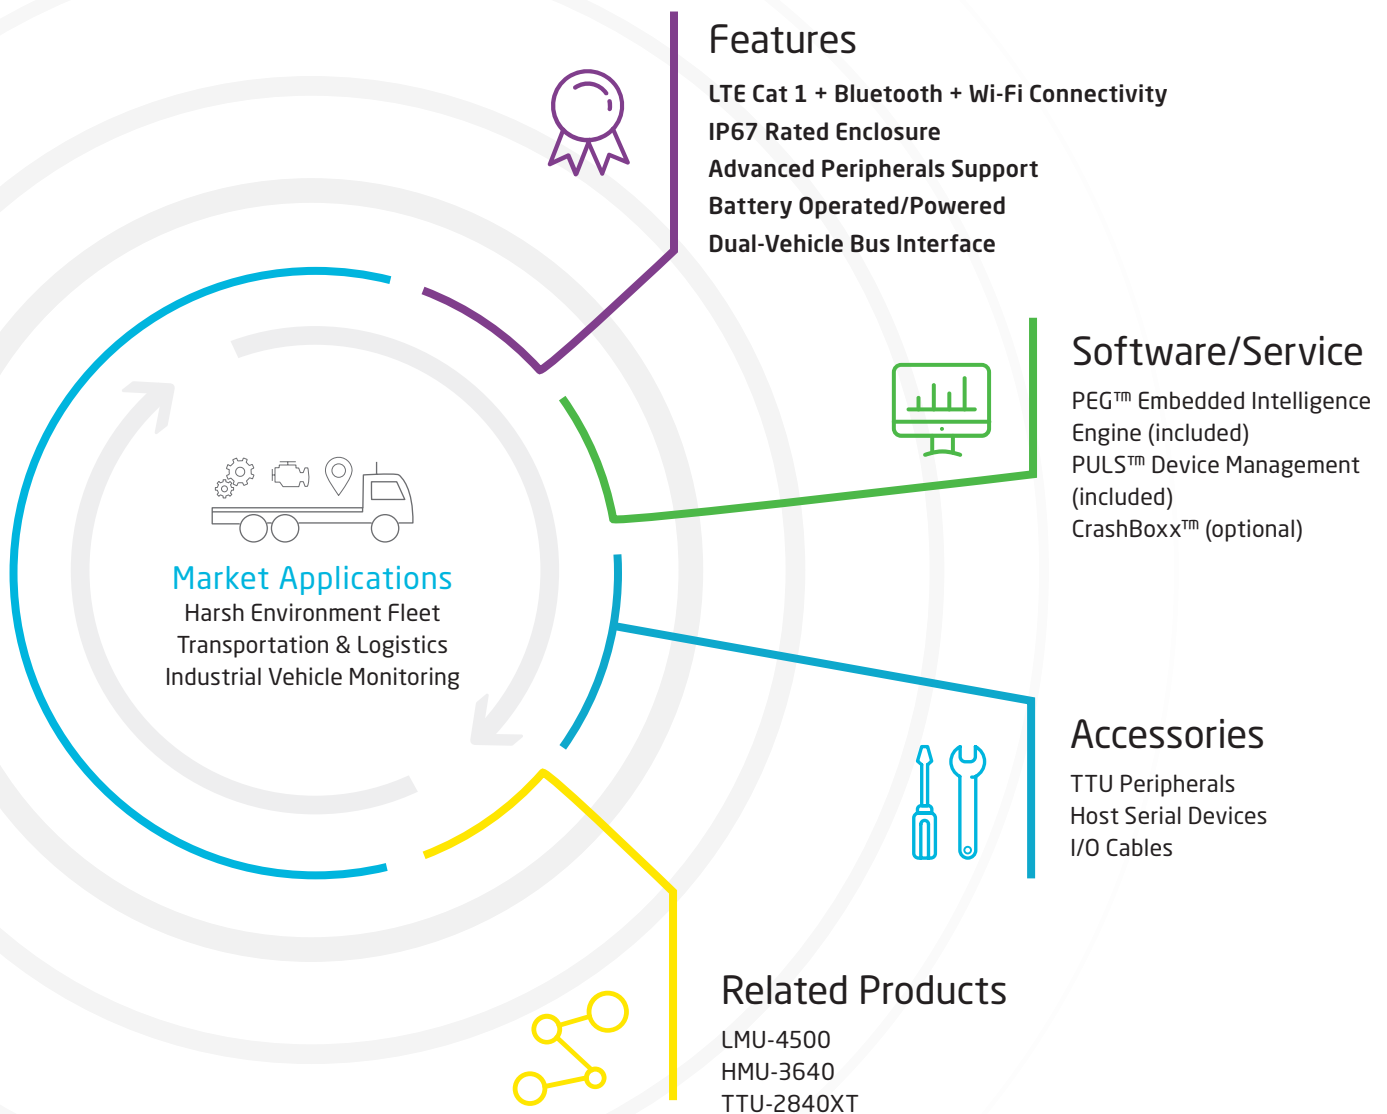 Features
LTE Cat 1 + Bluetooth + Wi-Fi Connectivity
IP67 Rated Enclosure
Advanced Peripherals Support
Battery Operated/Powered
Dual-Vehicle Bus Interface
Software/Service
PEG™ Embedded Intelligence
Engine (included)
PULS™ Device Management
(included)
CrashBoxx™ (optional)
Market Applications
Harsh Environment Fleet
Transportation & Logistics
Industrial Vehicle Monitoring
Accessories
TTU Peripherals
Host Serial Devices
I/O Cables
Related Products
LMU-4500
HMU-3640
TTU-2840XT